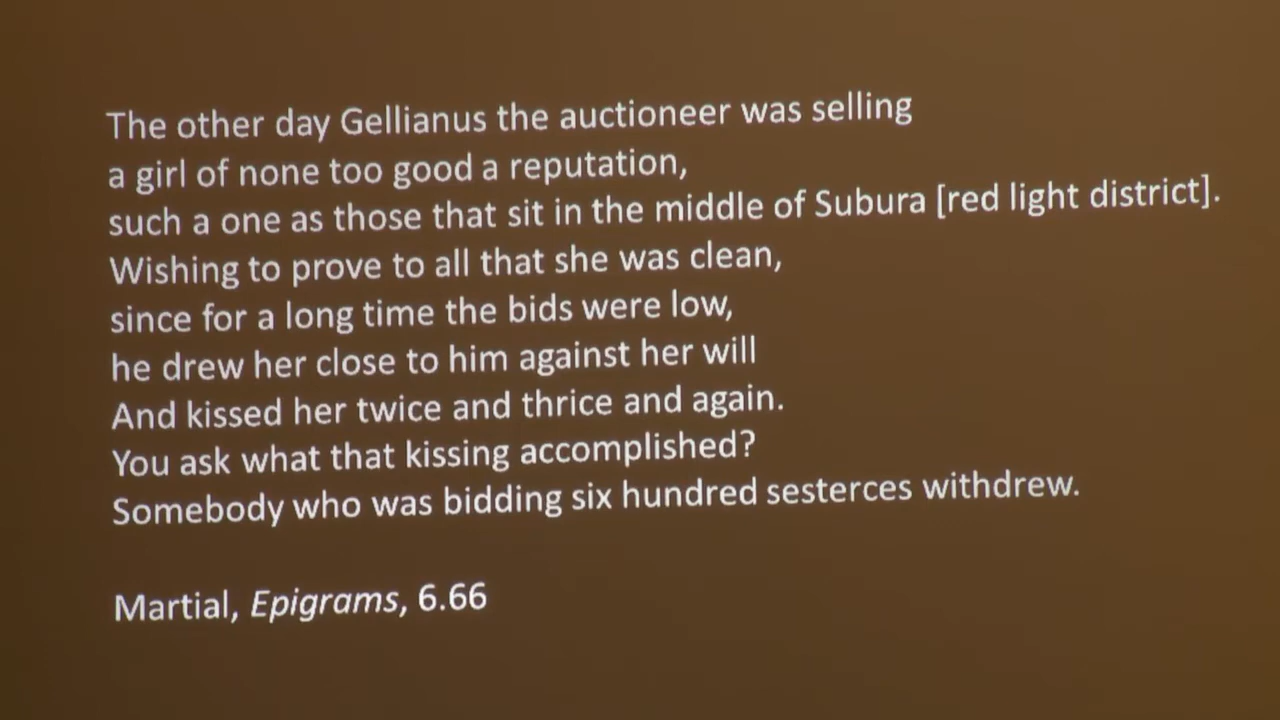 The other day Gellianus the auctioneer was selling
a girl of none too good a reputation,
such a one as those that sit in the middle of Subura [red light district].
Wishing to prove to all that she was clean,
since for a long time the bids were low,
he drew her close to him against her will
And kissed her twice and thrice and again.
You ask what that kissing accomplished?
Somebody who was bidding six hundred sesterces withdrew.
Martial, Epigrams, 6.66